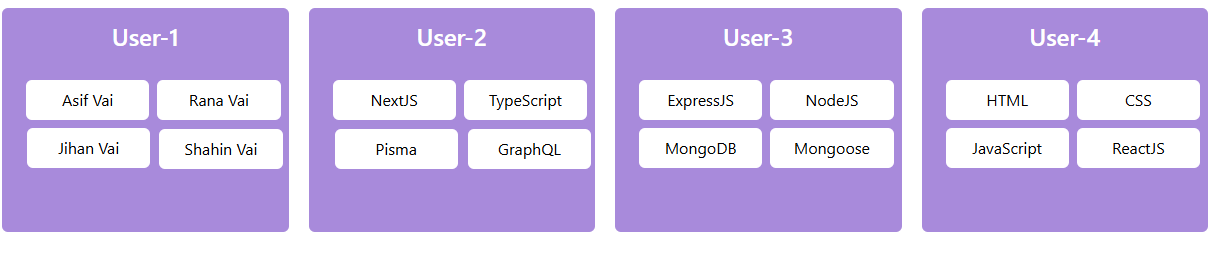 User-1
Asif Vai
Rana Vai
Jihan Vai
Shahin Vai
User-2
NextJS
TypeScript
Pisma
GraphQL
User-3
ExpressJS
NodeJS
MongoDB
Mongoose
User-4
HTML
CSS
JavaScript
ReactJS